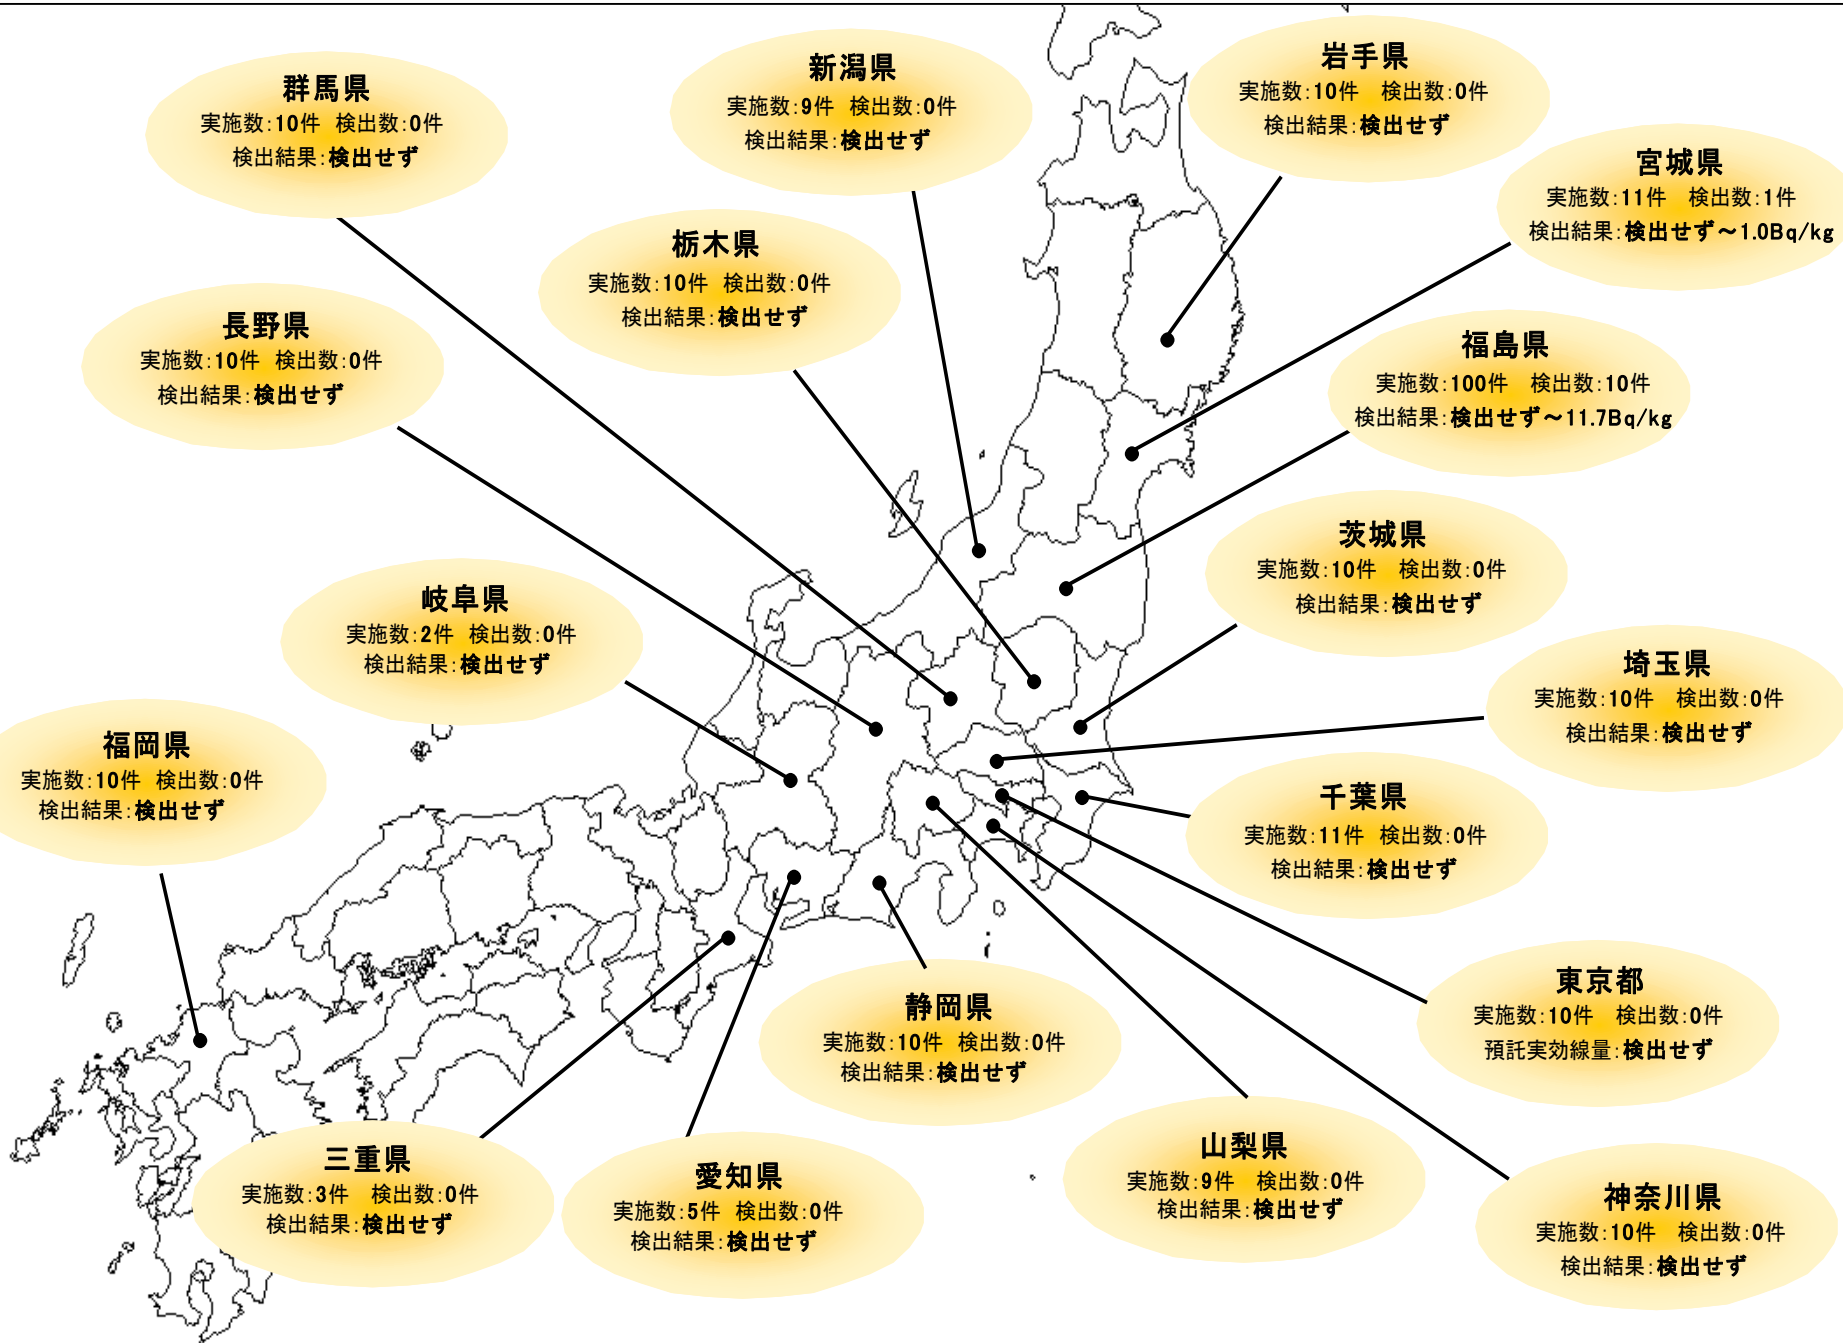 群馬県
実施数:10件 検出数:0件
検出結果:検出せず
新潟県
実施数:9件 検出数:0件
検出結果:検出せず
岩手県
実施数:10件 検出数:0件
検出結果:検出せず
宮城県
実施数:11件 検出数:1件
検出結果:検出せず～1.0Bq/kg
栃木県
実施数:10件 検出数:0件
検出結果:検出せず
長野県
実施数:10件 検出数:0件
検出結果:検出せず
福島県
実施数:100件 検出数:10件
検出結果:検出せず～11.7Bq/kg
茨城県
実施数:10件 検出数:0件
検出結果:検出せず
岐阜県
実施数:2件 検出数:0件
検出結果:検出せず
埼玉県
実施数:10件 検出数:0件
検出結果:検出せず
福岡県
実施数:10件 検出数:0件
検出結果:検出せず
千葉県
実施数:11件 検出数:0件
検出結果:検出せず
東京都
実施数:10件 検出数:0件
預託実効線量:検出せず
静岡県
実施数:10件 検出数:0件
検出結果:検出せず
山梨県
実施数:9件 検出数:0件
検出結果:検出せず
三重県
実施数:3件 検出数:0件
検出結果:検出せず
愛知県
実施数:5件 検出数:0件
検出結果:検出せず
神奈川県
実施数:10件 検出数:0件
検出結果:検出せず